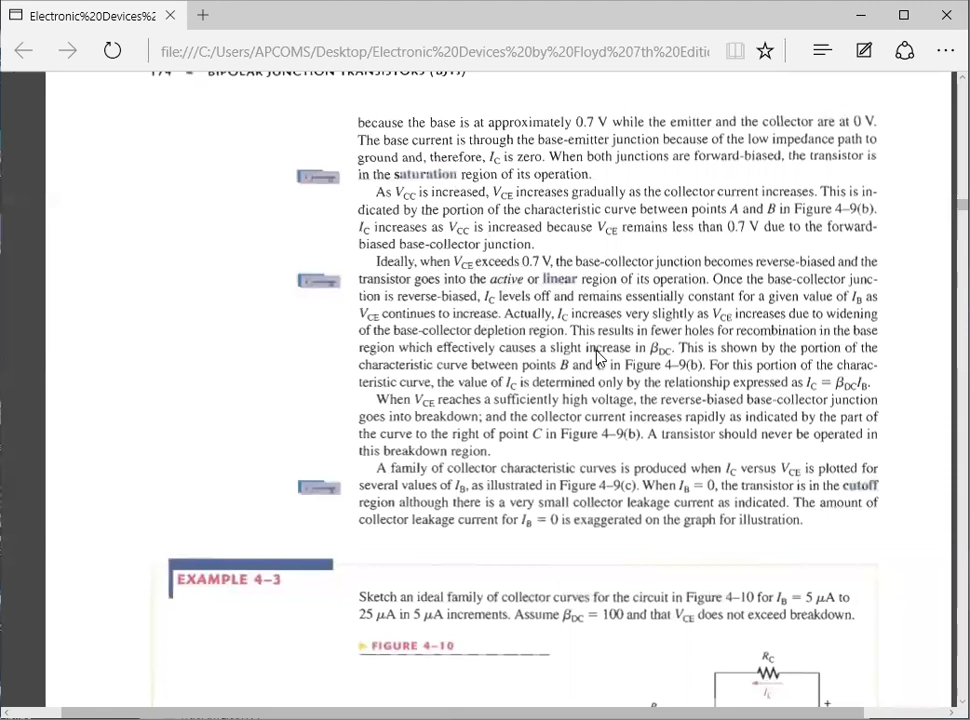 Electronic%20Devices%2
file:///C:/Users/APCOMS/Desktop/Electronic%20Devices%20by%20Floyd%207th%20Editi
174 BIPOLAR JUNCTION TRANSISTORS (BJTs)
because the base is at approximately 0.7 V while the emitter and the collector are at 0 V.
The base current is through the base-emitter junction because of the low impedance path to
ground and, therefore, IC is zero. When both junctions are forward-biased, the transistor is
in the saturation region of its operation.
As VCC is increased, VCE increases gradually as the collector current increases. This is in-
dicated by the portion of the characteristic curve between points A and B in Figure 4–9(b).
IC increases as VCC is increased because VCE remains less than 0.7 V due to the forward-
biased base-collector junction.
Ideally, when VCE exceeds 0.7 V, the base-collector junction becomes reverse-biased and the
transistor goes into the active or linear region of its operation. Once the base-collector junc-
tion is reverse-biased, IC levels off and remains essentially constant for a given value of IB as
VCE continues to increase. Actually, IC increases very slightly as VCE increases due to widening
of the base-collector depletion region. This results in fewer holes for recombination in the base
region which effectively causes a slight increase in βDC. This is shown by the portion of the
characteristic curve between points B and in Figure 4–9(b). For this portion of the charac-
teristic curve, the value of IC is determined only by the relationship expressed as IC = βDCIB.
When VCE reaches a sufficiently high voltage, the reverse-biased base-collector junction
goes into breakdown; and the collector current increases rapidly as indicated by the part of
the curve to the right of point C in Figure 4–9(b). A transistor should never be operated in
this breakdown region.
A family of collector characteristic curves is produced when IC versus VCE is plotted for
several values of IB, as illustrated in Figure 4–9(c). When IB = 0, the transistor is in the cutoff
region although there is a very small collector leakage current as indicated. The amount of
collector leakage current for IB = 0 is exaggerated on the graph for illustration.
EXAMPLE 4–3
Sketch an ideal family of collector curves for the circuit in Figure 4–10 for IB = 5 μA to
25 μA in 5 μA increments. Assume βDC = 100 and that VCE does not exceed breakdown.
FIGURE 4–10
RC
IC
+